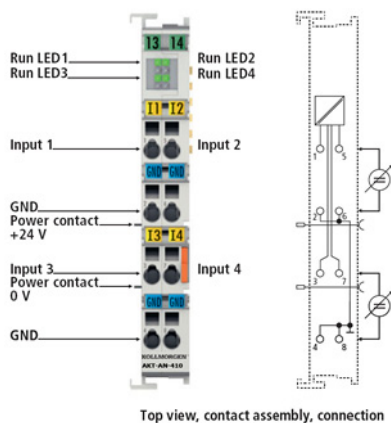 13 14
Run LED1
Run LED2
Run LED3
Run LED4
I1 I2
Input 1
Input 2
GND GND
GND
Power contact
+24 V
I3 I4
Input 3
Input 4
Power contact
0 V
GND GND
GND
KOLLMORGEN
AKT-AN-410
1 5
2 6
3 7
4 8
Top view, contact assembly, connection